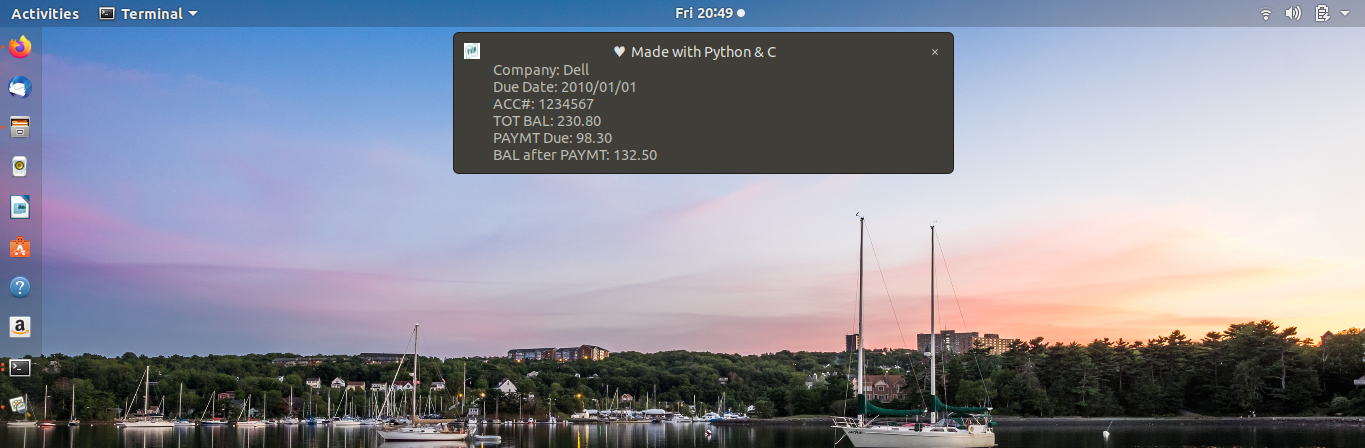 Activities Terminal Fri 20:49
♥ Made with Python & C ×
Company: Dell
Due Date: 2010/01/01
ACC#: 1234567
TOT BAL: 230.80
PAYMT Due: 98.30
BAL after PAYMT: 132.50
?
a
>_